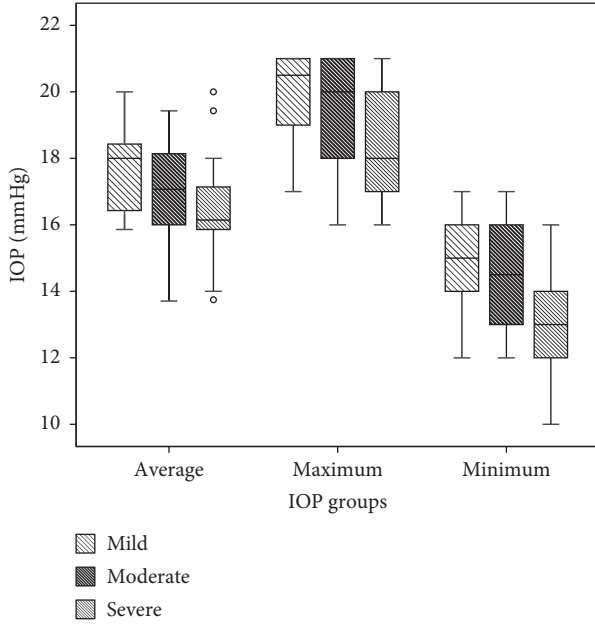 22
20
18
16
14
12
10
IOP (mmHg)
Average
Maximum
Minimum
IOP groups
Mild
Moderate
Severe